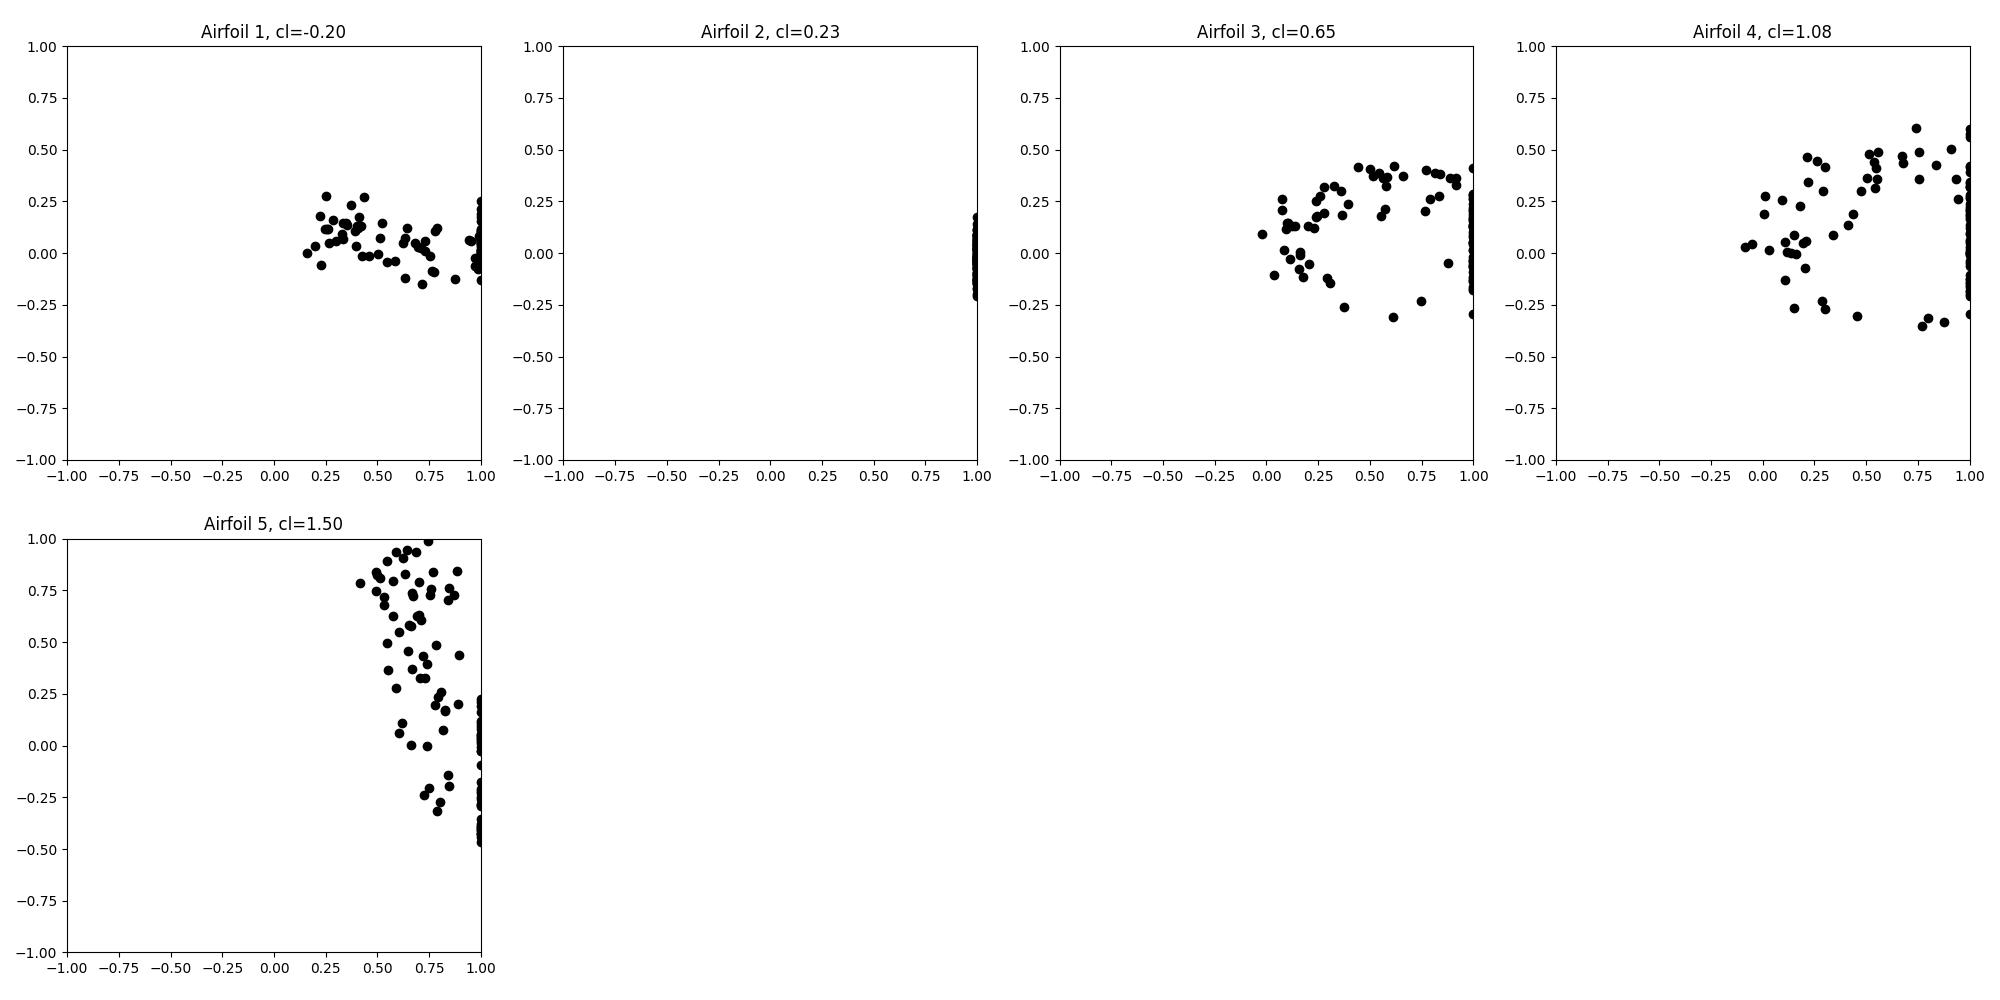 Airfoil 1, cl=-0.20
Airfoil 2, cl=0.23
Airfoil 3, cl=0.65
Airfoil 4, cl=1.08
1.00 1.00 1.00 1.00
0.75 0.75 0.75 0.75
0.50 0.50 0.50 0.50
0.25 0.25 0.25 0.25
0.00 0.00 0.00 0.00
−0.25 −0.25 −0.25 −0.25
−0.50 −0.50 −0.50 −0.50
−0.75 −0.75 −0.75 −0.75
−1.00 −1.00 −1.00 −1.00
−1.00 −0.75 −0.50 −0.25 0.00 0.25 0.50 0.75 1.00
−1.00 −0.75 −0.50 −0.25 0.00 0.25 0.50 0.75 1.00
−1.00 −0.75 −0.50 −0.25 0.00 0.25 0.50 0.75 1.00
−1.00 −0.75 −0.50 −0.25 0.00 0.25 0.50 0.75 1.00
Airfoil 5, cl=1.50
1.00
0.75
0.50
0.25
0.00
−0.25
−0.50
−0.75
−1.00
−1.00 −0.75 −0.50 −0.25 0.00 0.25 0.50 0.75 1.00